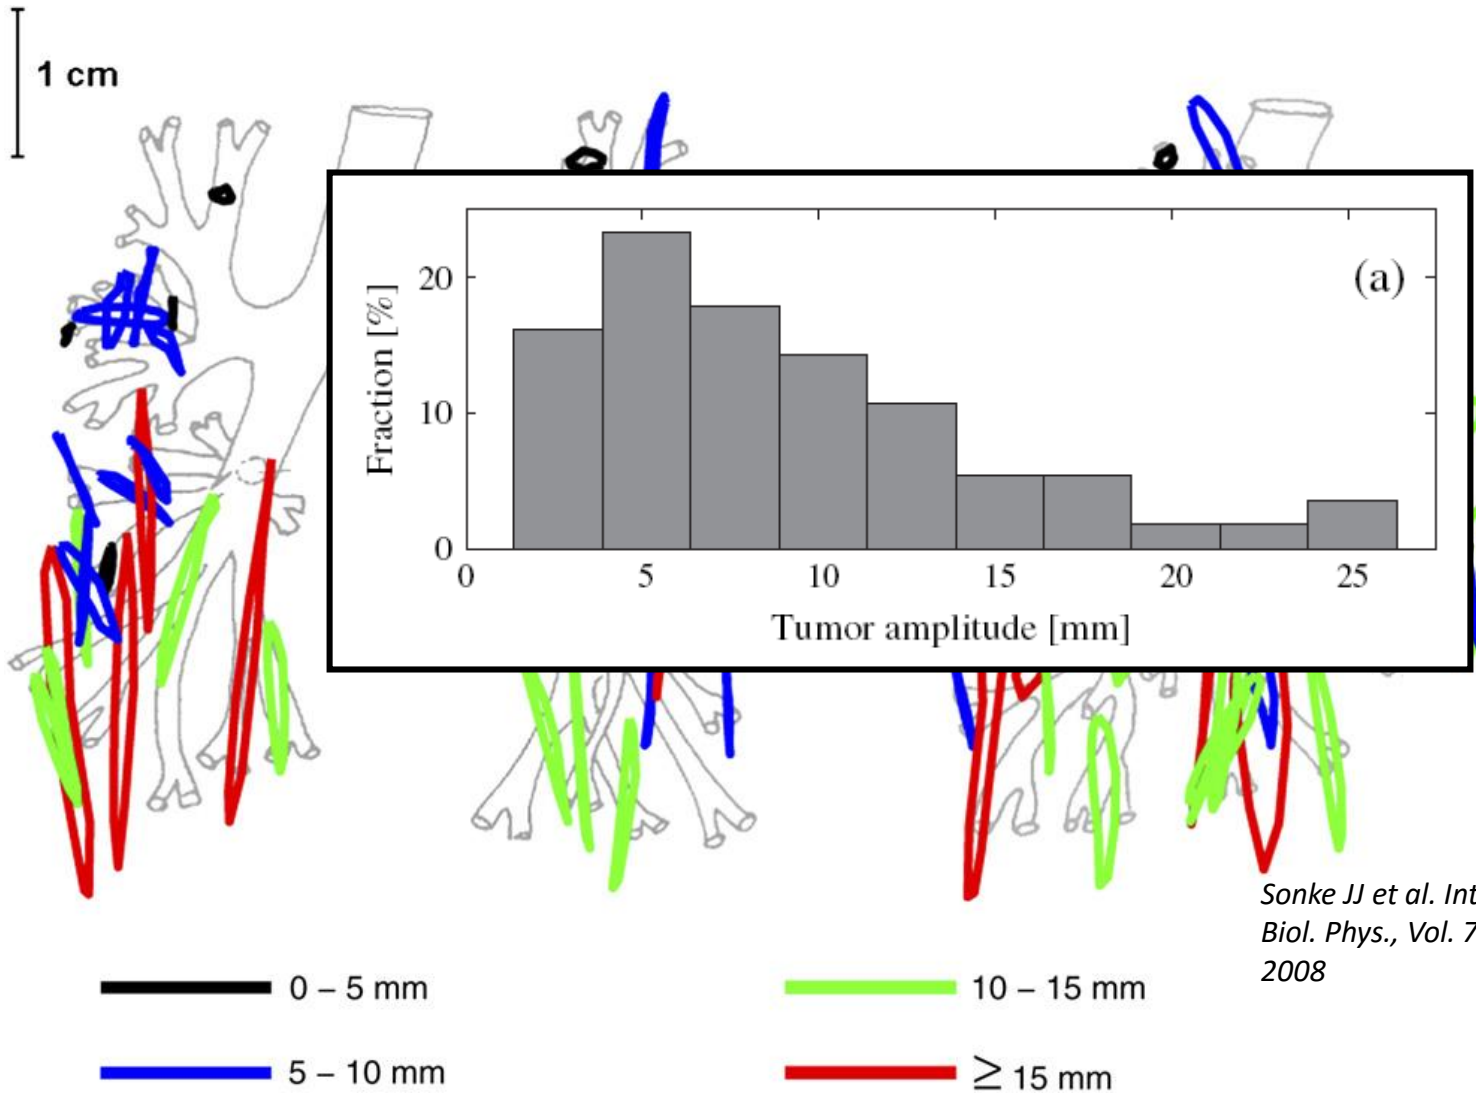 1 cm
(a)
Fraction [%]
20
10
0
0 5 10 15 20 25
Tumor amplitude [mm]
Sonke JJ et al. Int
Biol. Phys., Vol. 7
2008
0 – 5 mm
10 – 15 mm
5 – 10 mm
≥ 15 mm